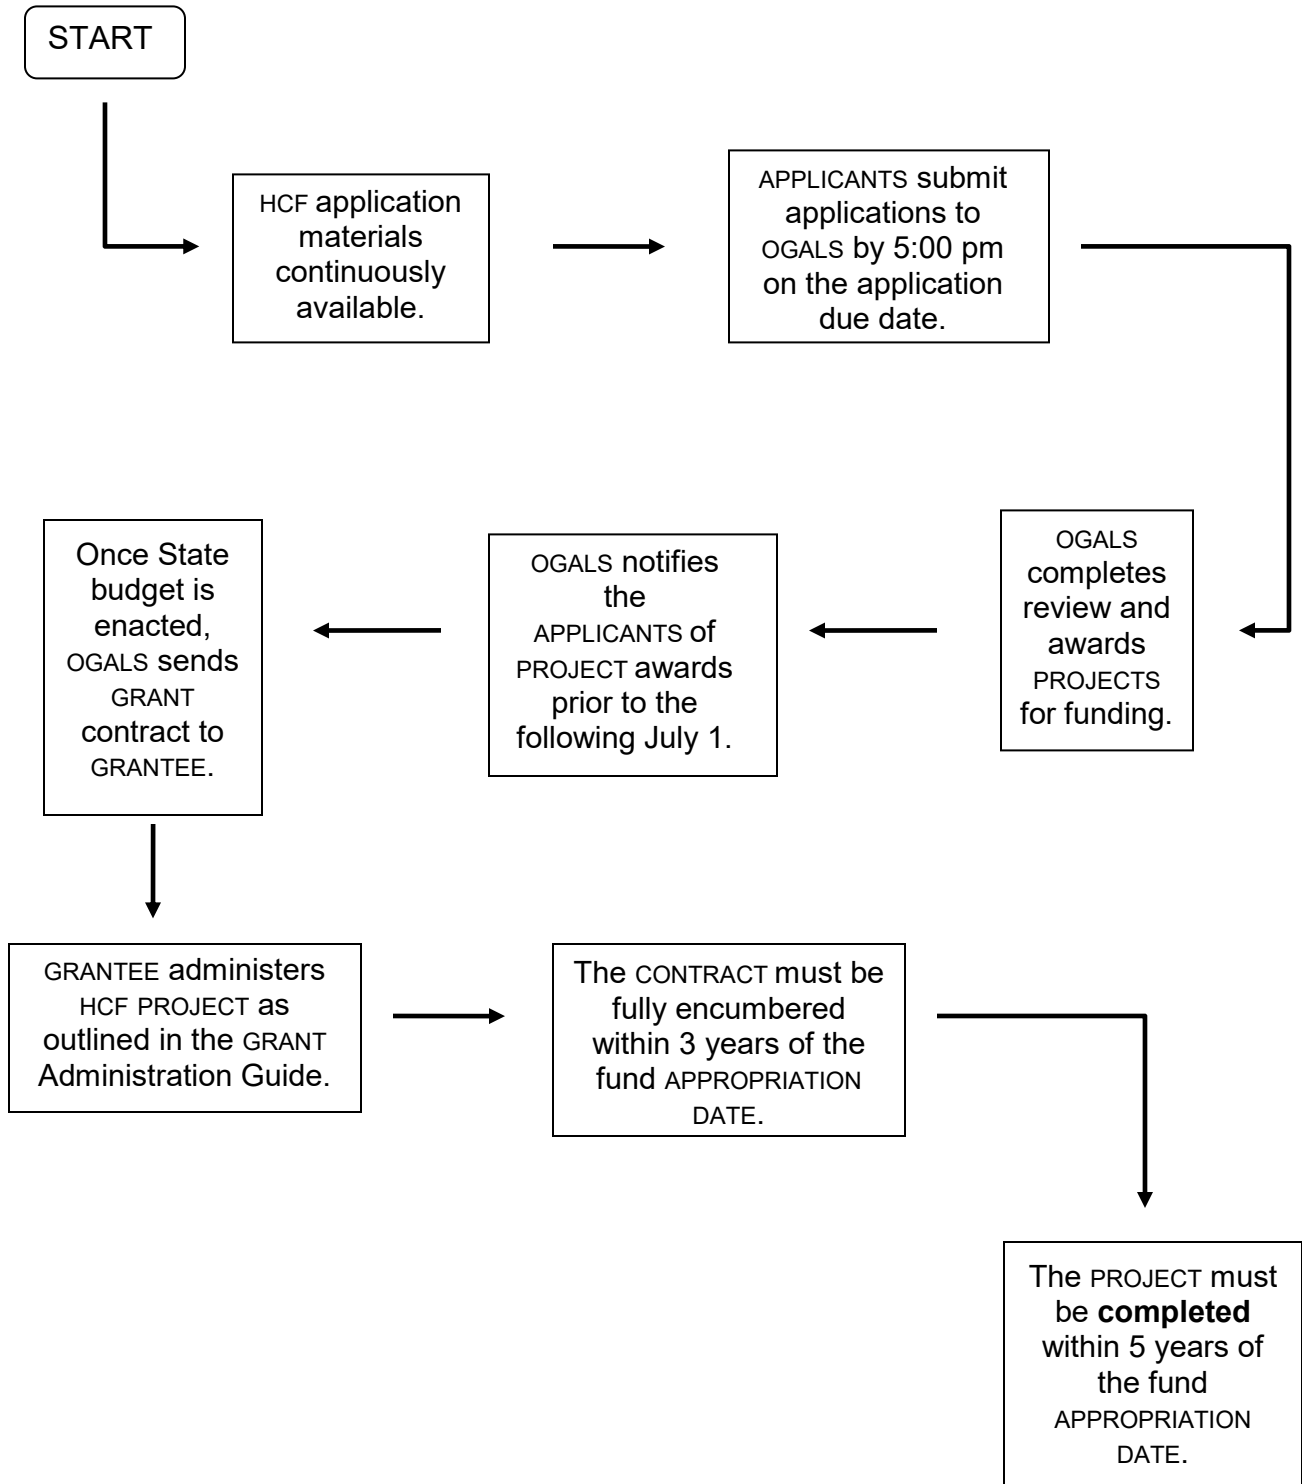 START
HCF application
materials
continuously
available.
APPLICANTS submit
applications to
OGALS by 5:00 pm
on the application
due date.
OGALS
completes
review and
awards
PROJECTS
for funding.
OGALS notifies
the
APPLICANTS of
PROJECT awards
prior to the
following July 1.
Once State
budget is
enacted,
OGALS sends
GRANT
contract to
GRANTEE.
GRANTEE administers
HCF PROJECT as
outlined in the GRANT
Administration Guide.
The CONTRACT must be
fully encumbered
within 3 years of the
fund APPROPRIATION
DATE.
The PROJECT must
be completed
within 5 years of
the fund
APPROPRIATION
DATE.